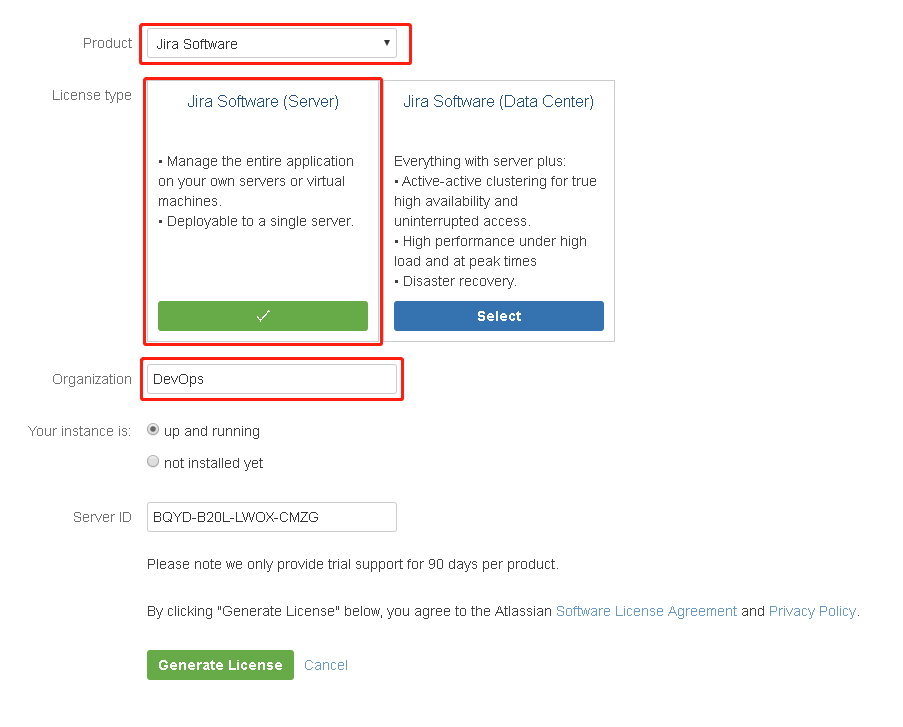 Product
Jira Software
License type
Jira Software (Server)
• Manage the entire application
on your own servers or virtual
machines.
• Deployable to a single server.
Jira Software (Data Center)
Everything with server plus:
• Active-active clustering for true
high availability and
uninterrupted access.
• High performance under high
load and at peak times
• Disaster recovery.
Select
Organization
DevOps
Your instance is:
up and running
not installed yet
Server ID
BQYD-B20L-LWOX-CMZG
Please note we only provide trial support for 90 days per product.
By clicking "Generate License" below, you agree to the Atlassian Software License Agreement and Privacy Policy.
Generate License
Cancel